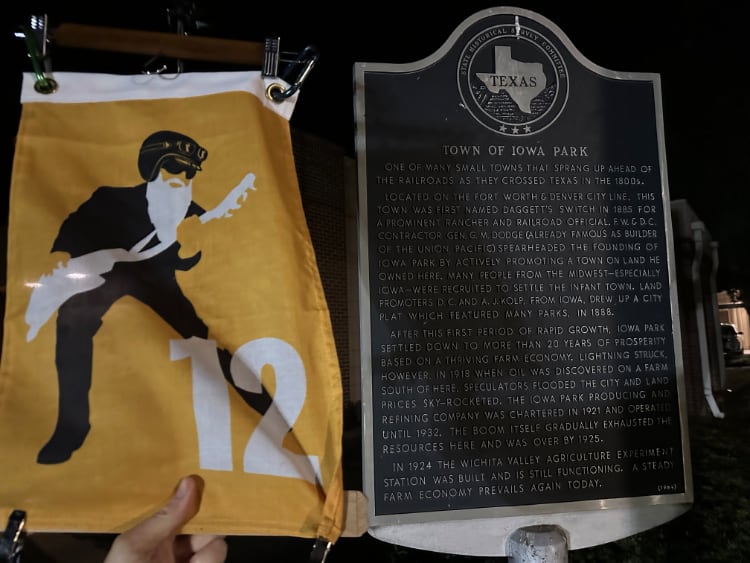 12
STATE HISTORICAL SURVEY COMMITTEE
TEXAS
TOWN OF IOWA PARK
ONE OF MANY SMALL TOWNS THAT SPRANG UP AHEAD OF
THE RAILROADS AS THEY CROSSED TEXAS IN THE 1800s.
LOCATED ON THE FORT WORTH & DENVER CITY LINE, THIS
TOWN WAS FIRST NAMED DAGGETT'S SWITCH IN 1885 FOR
A PROMINENT RANCHER AND RAILROAD OFFICIAL. F.W. & D.C.
CONTRACTOR GEN. G. M. DODGE (ALREADY FAMOUS AS BUILDER
OF THE UNION PACIFIC) SPEARHEADED THE FOUNDING OF
IOWA PARK BY ACTIVELY PROMOTING A TOWN ON LAND HE
OWNED HERE. MANY PEOPLE FROM THE MIDWEST—ESPECIALLY
IOWA—WERE RECRUITED TO SETTLE THE INFANT TOWN. LAND
PROMOTERS D.C. AND A.J. KOLP, FROM IOWA, DREW UP A CITY
PLAT WHICH FEATURED MANY PARKS, IN 1888.
AFTER THIS FIRST PERIOD OF RAPID GROWTH, IOWA PARK
SETTLED DOWN TO MORE THAN 20 YEARS OF PROSPERITY
BASED ON A THRIVING FARM ECONOMY. LIGHTNING STRUCK,
HOWEVER, IN 1918 WHEN OIL WAS DISCOVERED ON A FARM
SOUTH OF HERE. SPECULATORS FLOODED THE CITY AND LAND
PRICES SKY-ROCKETED. THE IOWA PARK PRODUCING AND
REFINING COMPANY WAS CHARTERED IN 1921 AND OPERATED
UNTIL 1932. THE BOOM ITSELF GRADUALLY EXHAUSTED THE
RESOURCES HERE AND WAS OVER BY 1925.
IN 1924 THE WICHITA VALLEY AGRICULTURE EXPERIMENT
STATION WAS BUILT AND IS STILL FUNCTIONING. A STEADY
FARM ECONOMY PREVAILS AGAIN TODAY.